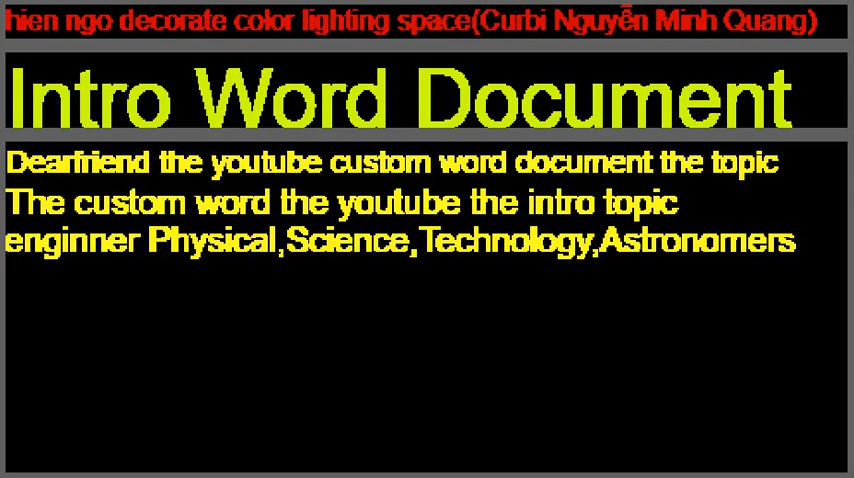 hien ngo decorate color lighting space(Curbi Nguyễn Minh Quang)
Intro Word Document
Dearfriend the youtube custom word document the topic
The custom word the youtube the intro topic
enginner Physical,Science,Technology,Astronomers